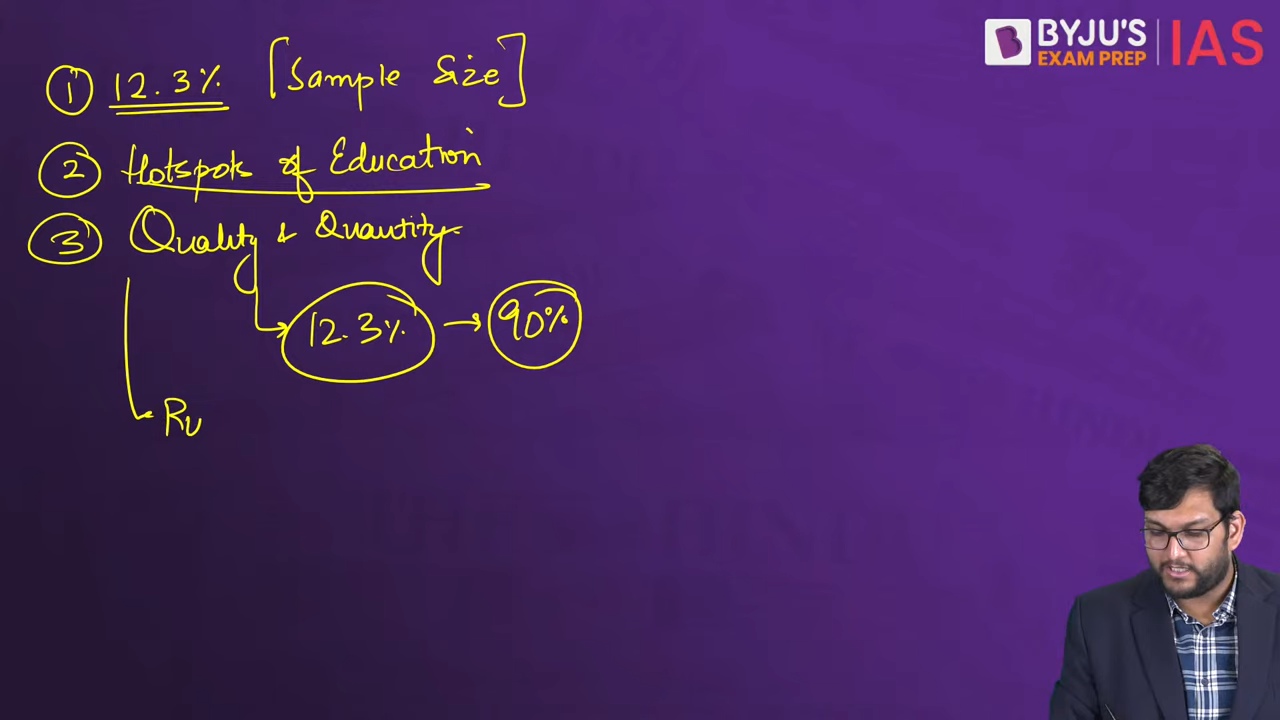 ① 12.3% [Sample Size]
② Hotspots of Education
③ Quality & Quantity
12.3% → 90%
Ru
BYJU'S
EXAM PREP
IAS